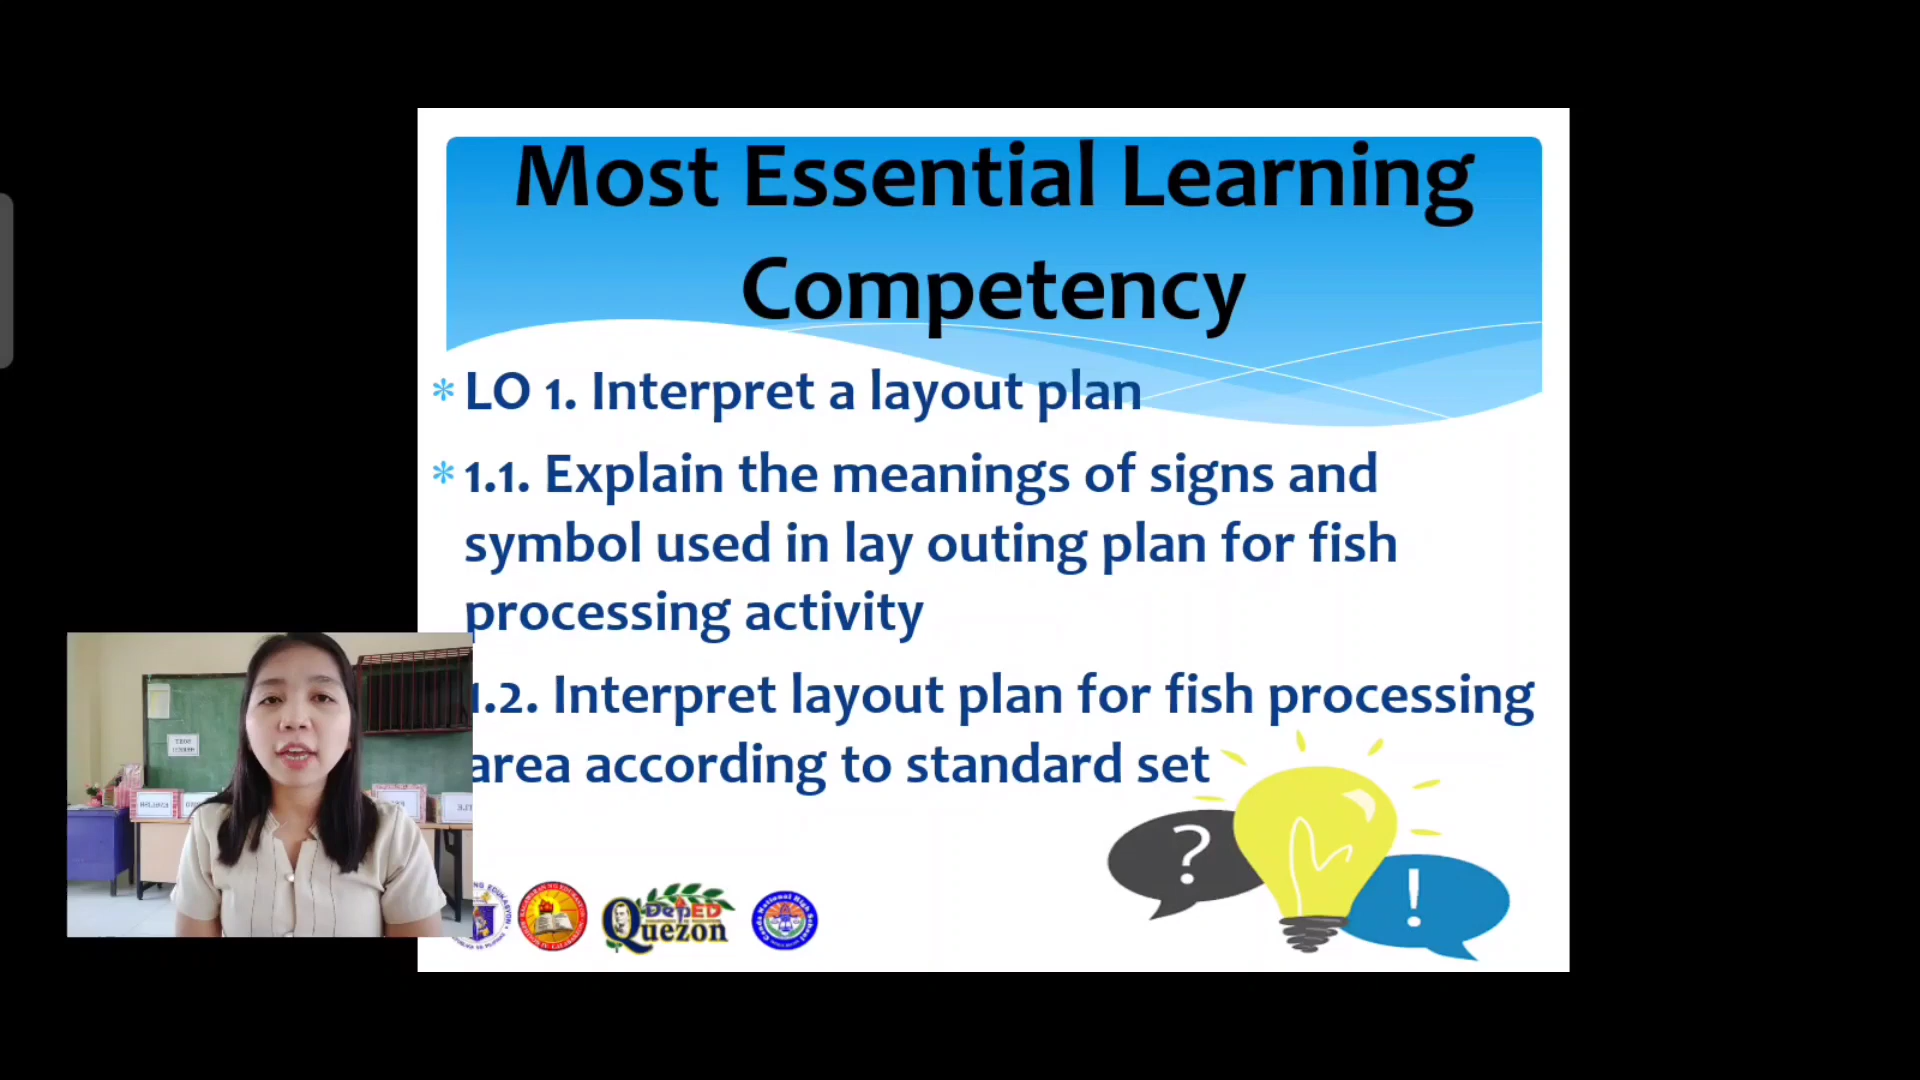 Most Essential Learning
Competency
* LO 1. Interpret a layout plan
* 1.1. Explain the meanings of signs and
symbol used in lay outing plan for fish
processing activity
1.2. Interpret layout plan for fish processing
area according to standard set
?
!
DepED
Quezon